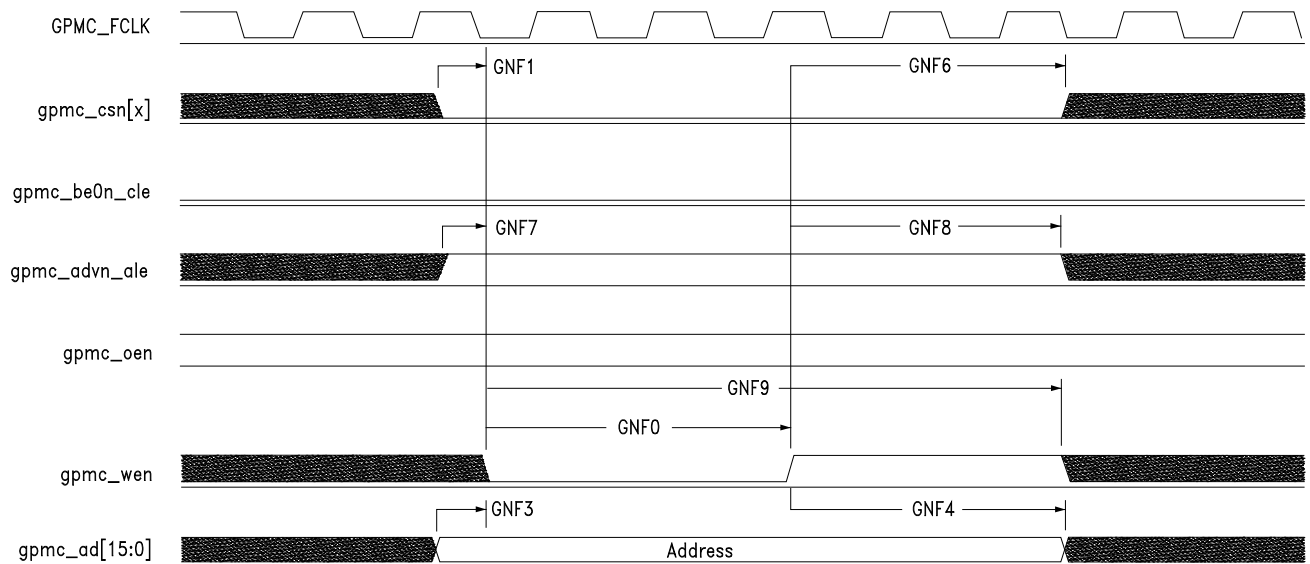 GPMC_FCLK
GNF1
GNF6
gpmc_csn[x]
gpmc_be0n_cle
GNF7
GNF8
gpmc_advn_ale
gpmc_oen
GNF9
GNF0
gpmc_wen
GNF3
GNF4
gpmc_ad[15:0]
Address